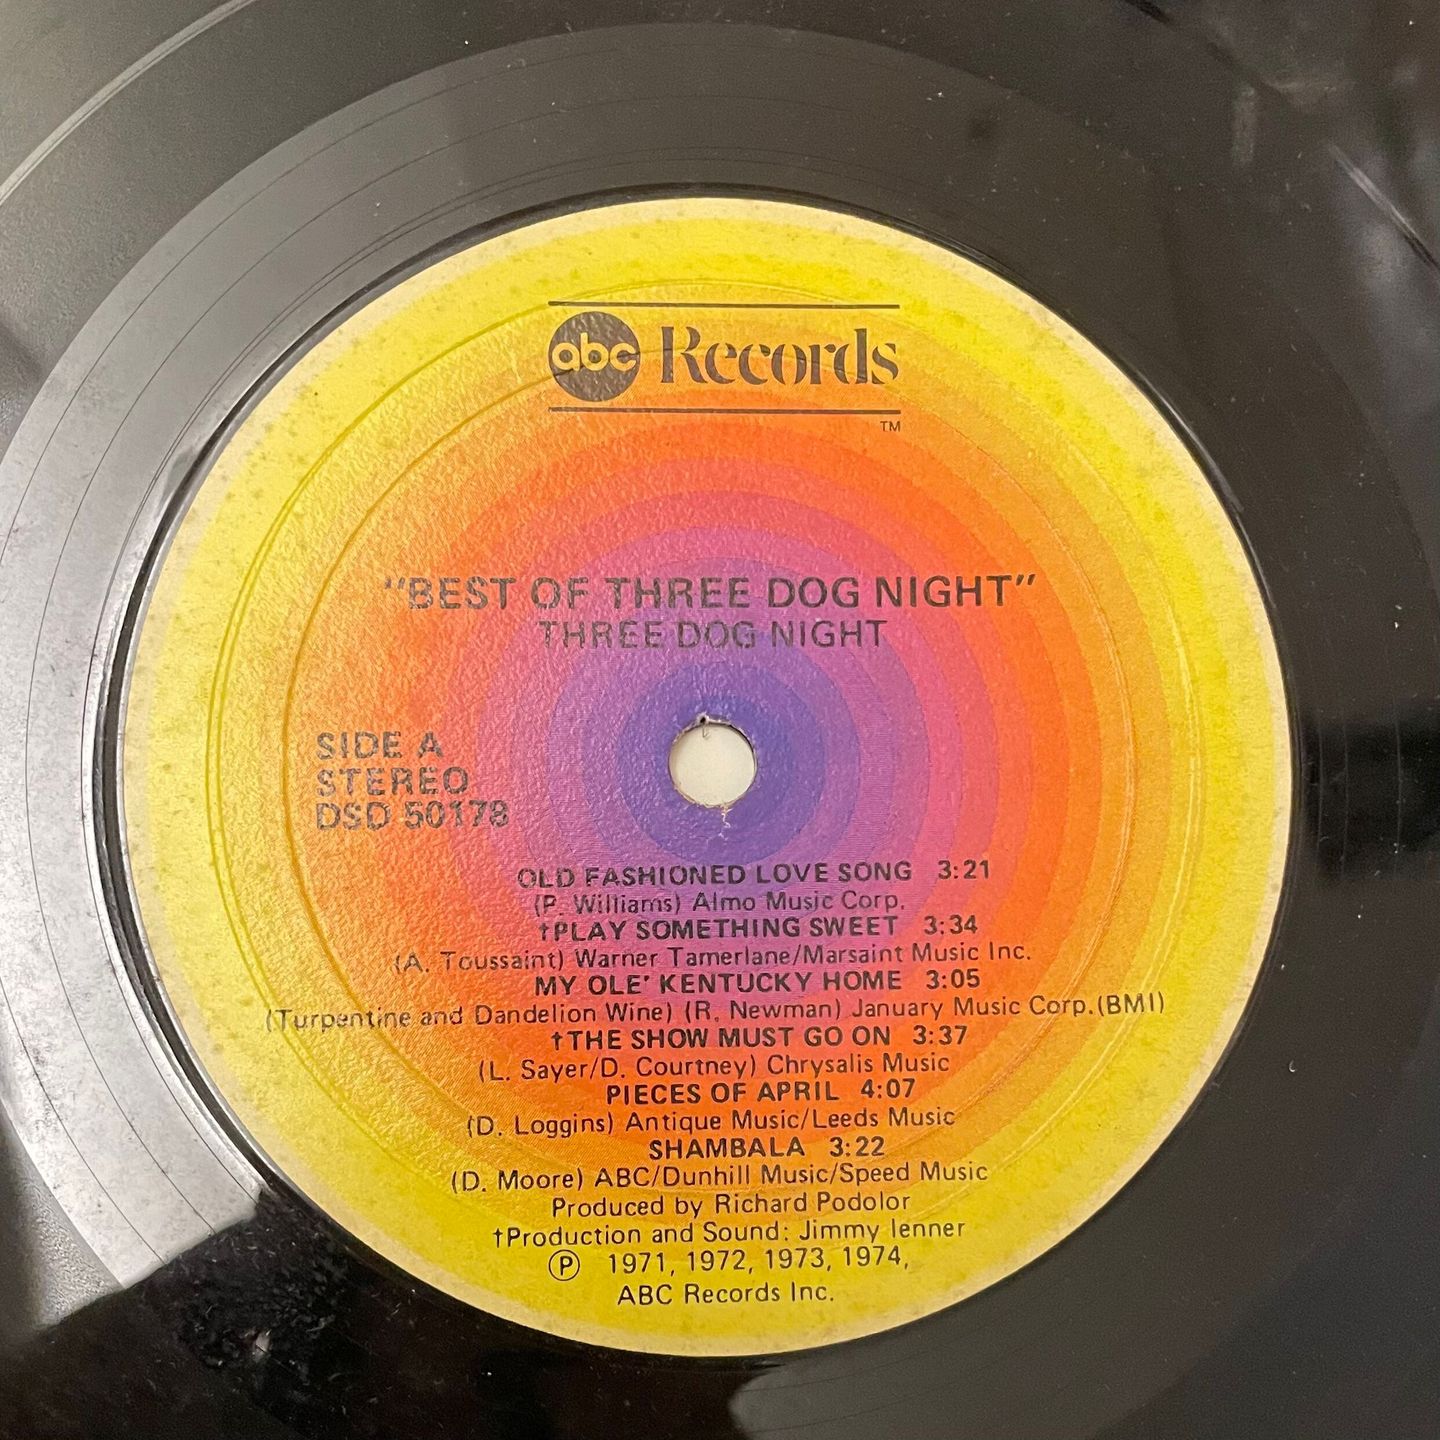 abc Records
TM
"BEST OF THREE DOG NIGHT"
THREE DOG NIGHT
SIDE A
STEREO
DSD 50178
OLD FASHIONED LOVE SONG 3:21
(P. Williams) Almo Music Corp.
†PLAY SOMETHING SWEET 3:34
(A. Toussaint) Warner Tamerlane/Marsaint Music Inc.
MY OLE' KENTUCKY HOME 3:05
(Turpentine and Dandelion Wine) (R. Newman) January Music Corp.(BMI)
†THE SHOW MUST GO ON 3:37
(L. Sayer/D. Courtney) Chrysalis Music
PIECES OF APRIL 4:07
(D. Loggins) Antique Music/Leeds Music
SHAMBALA 3:22
(D. Moore) ABC/Dunhill Music/Speed Music
Produced by Richard Podolor
†Production and Sound: Jimmy Ienner
Ⓟ 1971, 1972, 1973, 1974,
ABC Records Inc.